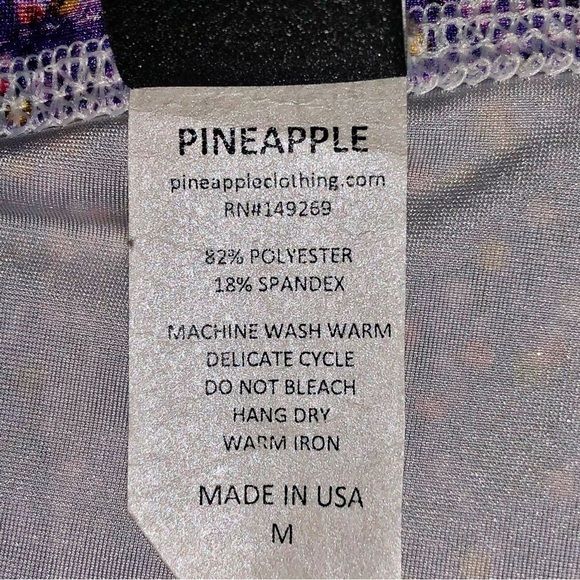 PINEAPPLE
pineappleclothing.com
RN#149269
82% POLYESTER
18% SPANDEX
MACHINE WASH WARM
DELICATE CYCLE
DO NOT BLEACH
HANG DRY
WARM IRON
MADE IN USA
M